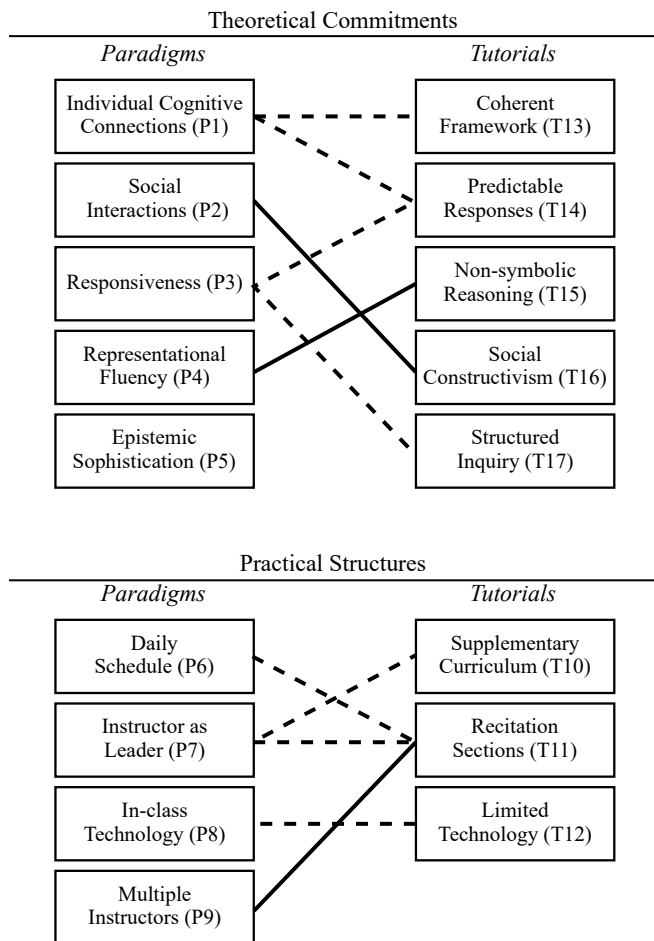 Theoretical Commitments
Paradigms
Tutorials
Individual Cognitive
Connections (P1)
Coherent
Framework (T13)
Social
Interactions (P2)
Predictable
Responses (T14)
Responsiveness (P3)
Non-symbolic
Reasoning (T15)
Representational
Fluency (P4)
Social
Constructivism (T16)
Epistemic
Sophistication (P5)
Structured
Inquiry (T17)
Practical Structures
Paradigms
Tutorials
Daily
Schedule (P6)
Supplementary
Curriculum (T10)
Instructor as
Leader (P7)
Recitation
Sections (T11)
In-class
Technology (P8)
Limited
Technology (T12)
Multiple
Instructors (P9)